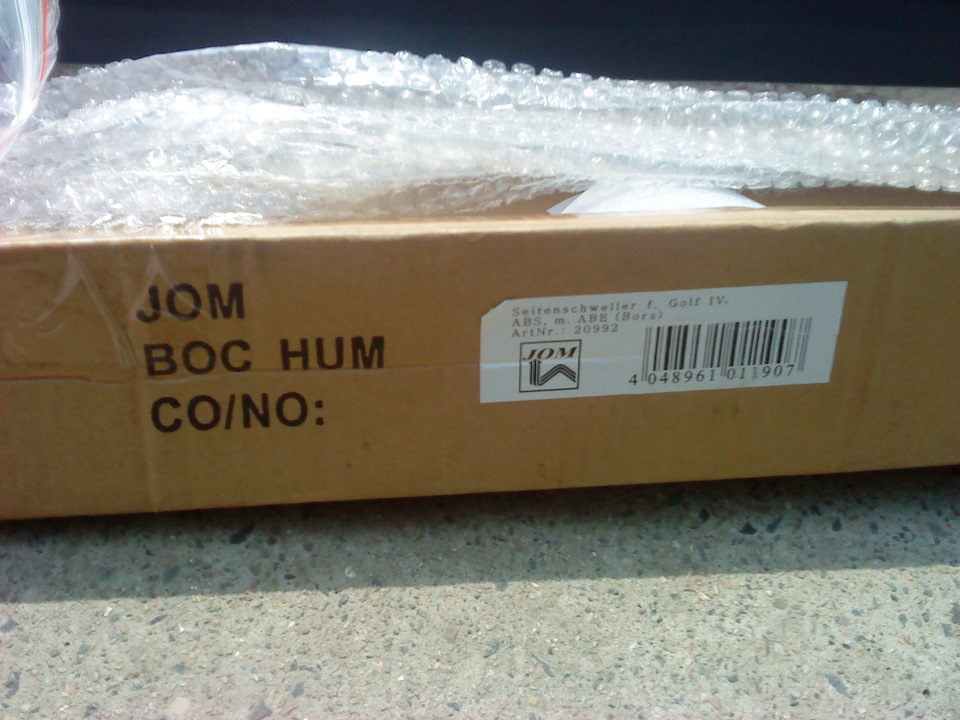 JOM
BOC HUM
CO/NO:
Seitenschweller f. Golf IV.
ABS, m. ABE (Bora)
ArtNr.: 20992
JOM
4 048961 011907